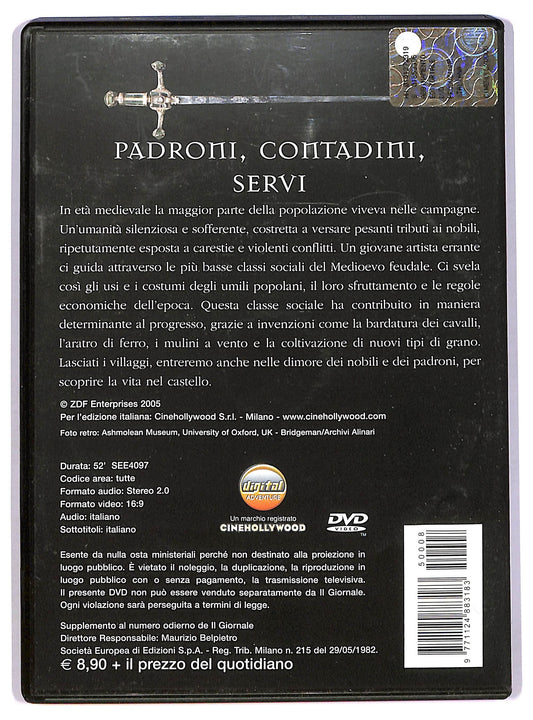 PADRONI, CONTADINI,
SERVI
In età medievale la maggior parte della popolazione viveva nelle campagne.
Un'umanità silenziosa e sofferente, costretta a versare pesanti tributi ai nobili,
ripetutamente esposta a carestie e violenti conflitti. Un giovane artista errante
ci guida attraverso le più basse classi sociali del Medioevo feudale. Ci svela
così gli usi e i costumi degli umili popolani, il loro sfruttamento e le regole
economiche dell'epoca. Questa classe sociale ha contribuito in maniera
determinante al progresso, grazie a invenzioni come la bardatura dei cavalli,
l'aratro di ferro, i mulini a vento e la coltivazione di nuovi tipi di grano.
Lasciati i villaggi, entreremo anche nelle dimore dei nobili e dei padroni, per
scoprire la vita nel castello.
© ZDF Enterprises 2005
Per l'edizione italiana: Cinehollywood S.r.l. - Milano - www.cinehollywood.com
Foto retro: Ashmolean Museum, University of Oxford, UK - Bridgeman/Archivi Alinari
Durata: 52' SEE4097
Codice area: tutte
Formato audio: Stereo 2.0
Formato video: 16:9
Audio: italiano
Sottotitoli: italiano
digital
ADVENTURE
Un marchio registrato
CINEHOLLYWOOD
DVD
VIDEO
TM
Esente da nulla osta ministeriali perché non destinato alla proiezione in
luogo pubblico. È vietato il noleggio, la duplicazione, la riproduzione in
luogo pubblico con o senza pagamento, la trasmissione televisiva.
Il presente DVD non può essere venduto separatamente da Il Giornale.
Ogni violazione sarà perseguita a termini di legge.
Supplemento al numero odierno de Il Giornale
Direttore Responsabile: Maurizio Belpietro
Società Europea di Edizioni S.p.A. - Reg. Trib. Milano n. 215 del 29/05/1982.
€ 8,90 + il prezzo del quotidiano
50008
9 771124 883183